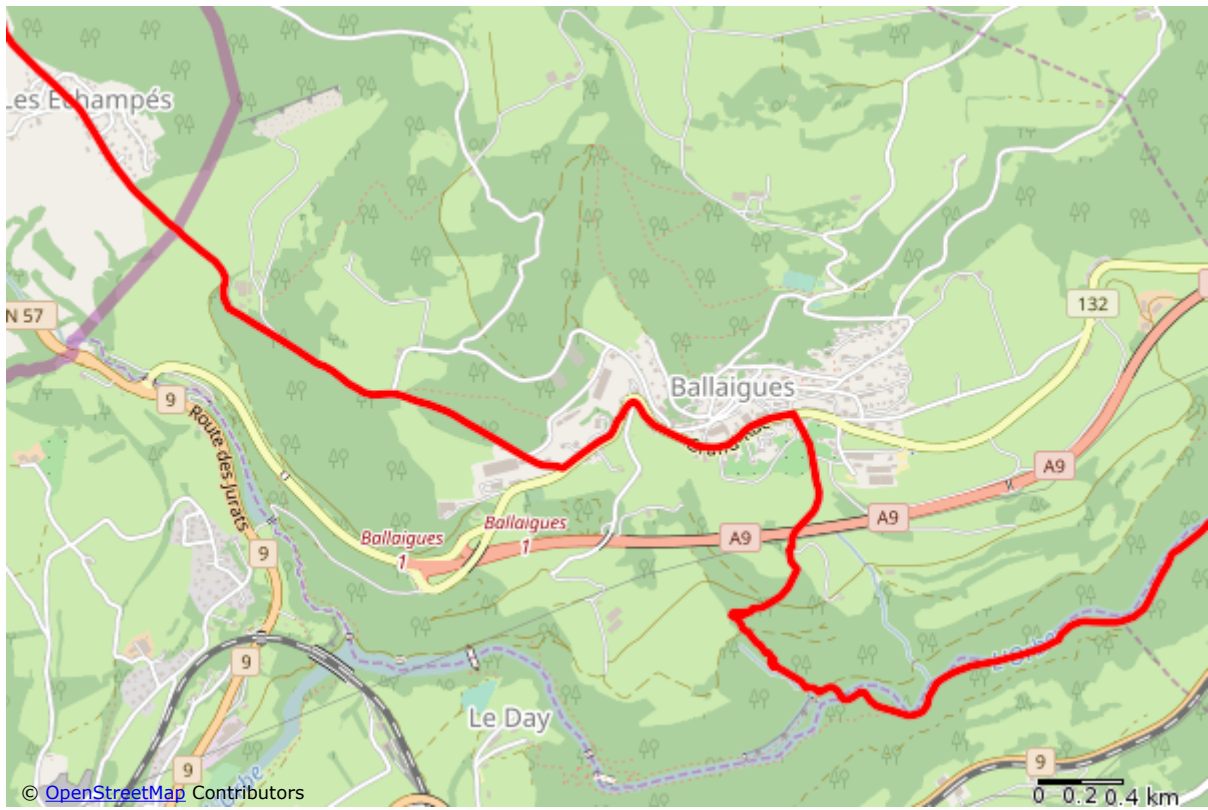 Les Echampés
N 57
9
Route des Jurats
132
Ballaigues
A9
Ballaigues
1
Ballaigues
1
A9
A9
9
9
L'Orbe
Le Day
9
9
© OpenStreetMap Contributors
0 0.2 0.4 km